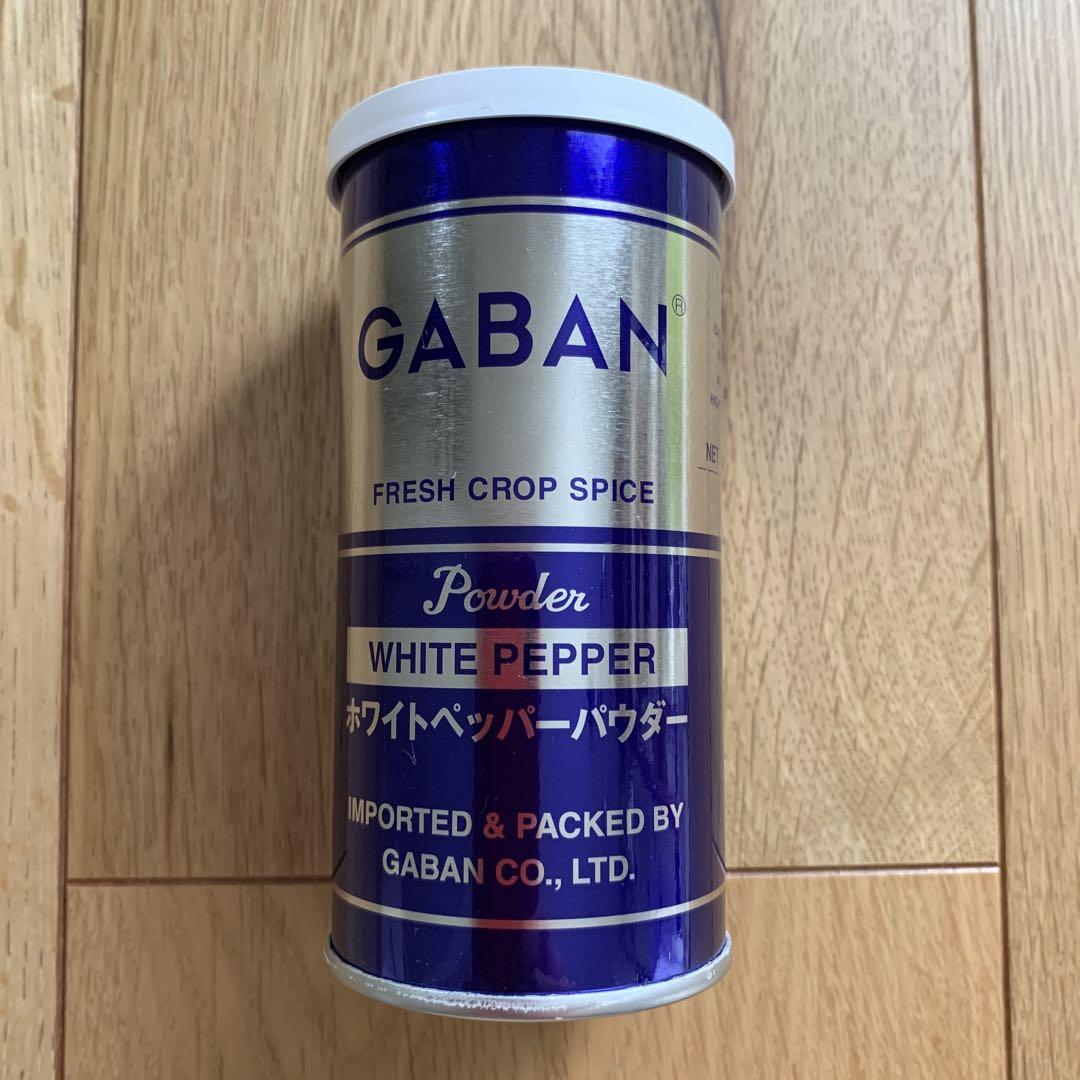 GABAN®
FRESH CROP SPICE
Powder
WHITE PEPPER
ホワイトペッパーパウダー
IMPORTED & PACKED BY
GABAN CO., LTD.
NET